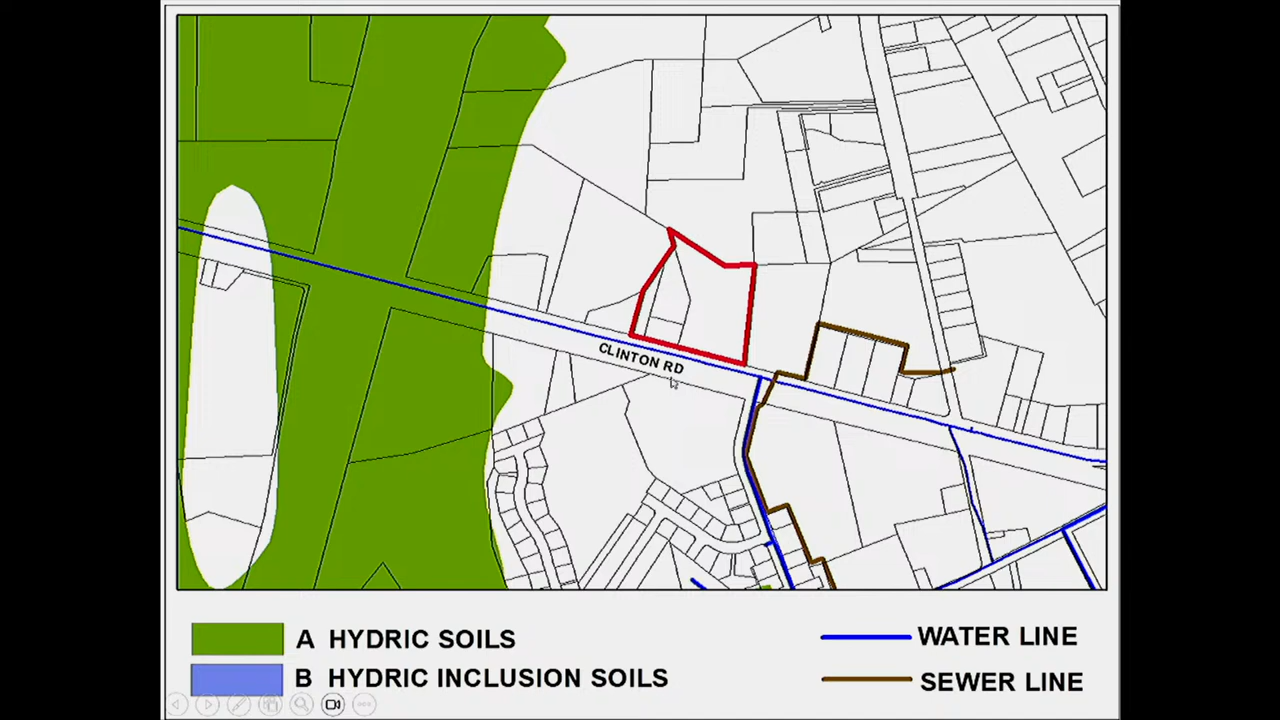 CLINTON RD
A HYDRIC SOILS
B HYDRIC INCLUSION SOILS
WATER LINE
SEWER LINE